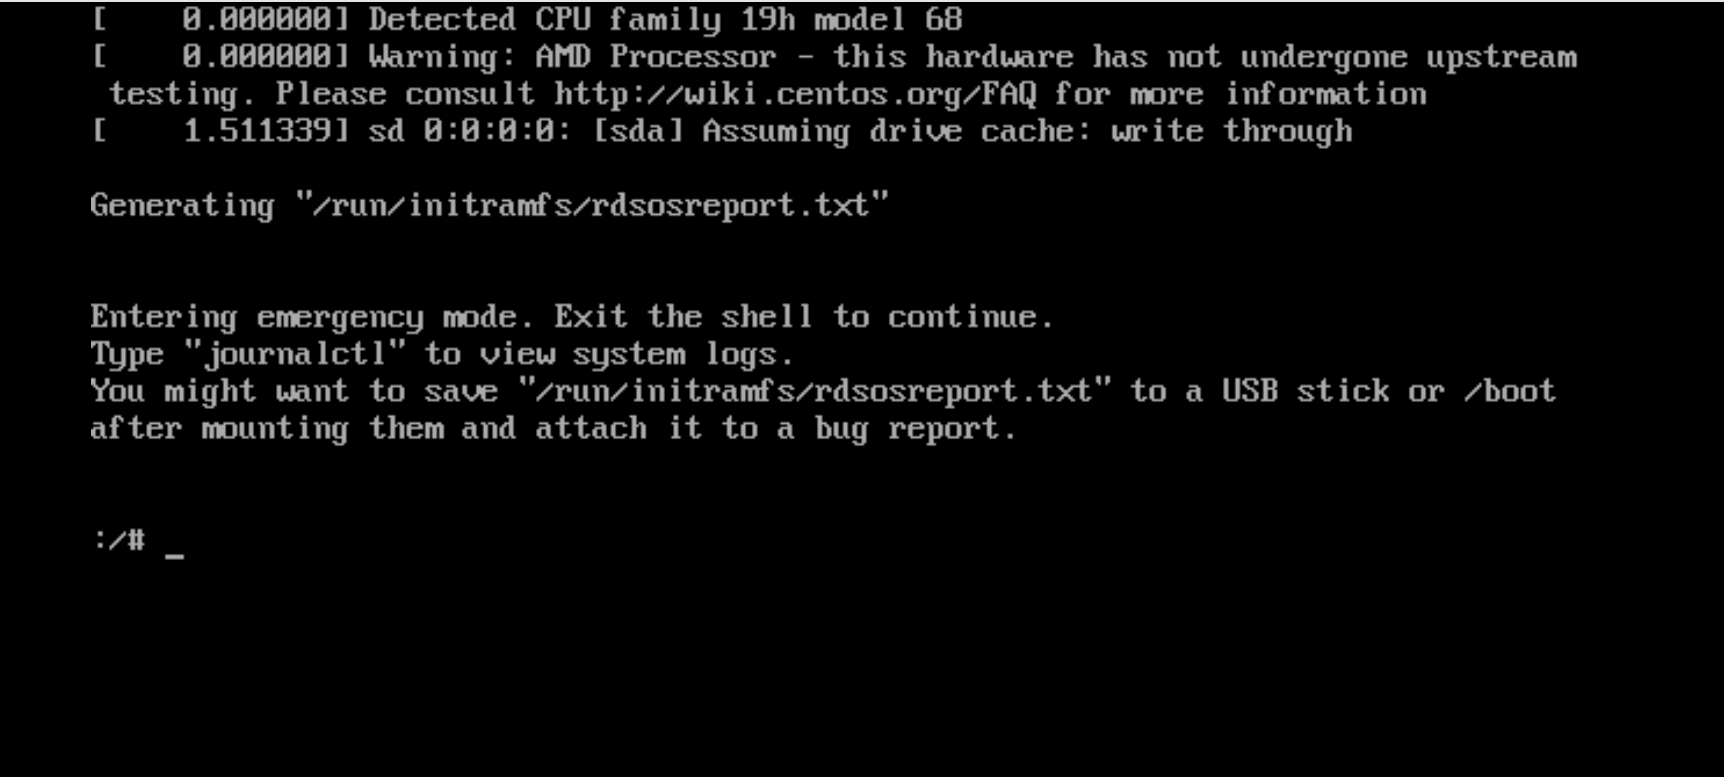 [    0.000000] Detected CPU family 19h model 68
[    0.000000] Warning: AMD Processor - this hardware has not undergone upstream
 testing. Please consult http://wiki.centos.org/FAQ for more information
[    1.511339] sd 0:0:0:0: [sda] Assuming drive cache: write through
Generating "/run/initramfs/rdsosreport.txt"
Entering emergency mode. Exit the shell to continue.
Type "journalctl" to view system logs.
You might want to save "/run/initramfs/rdsosreport.txt" to a USB stick or /boot
after mounting them and attach it to a bug report.
:/# _